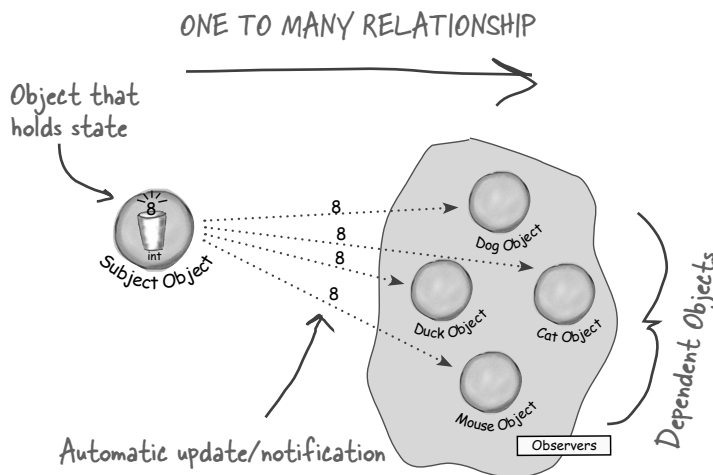 ONE TO MANY RELATIONSHIP
Object that
holds state
8
int
Subject Object
8
8
8
8
Dog Object
Duck Object
Cat Object
Mouse Object
Observers
Dependent Objects
Automatic update/notification